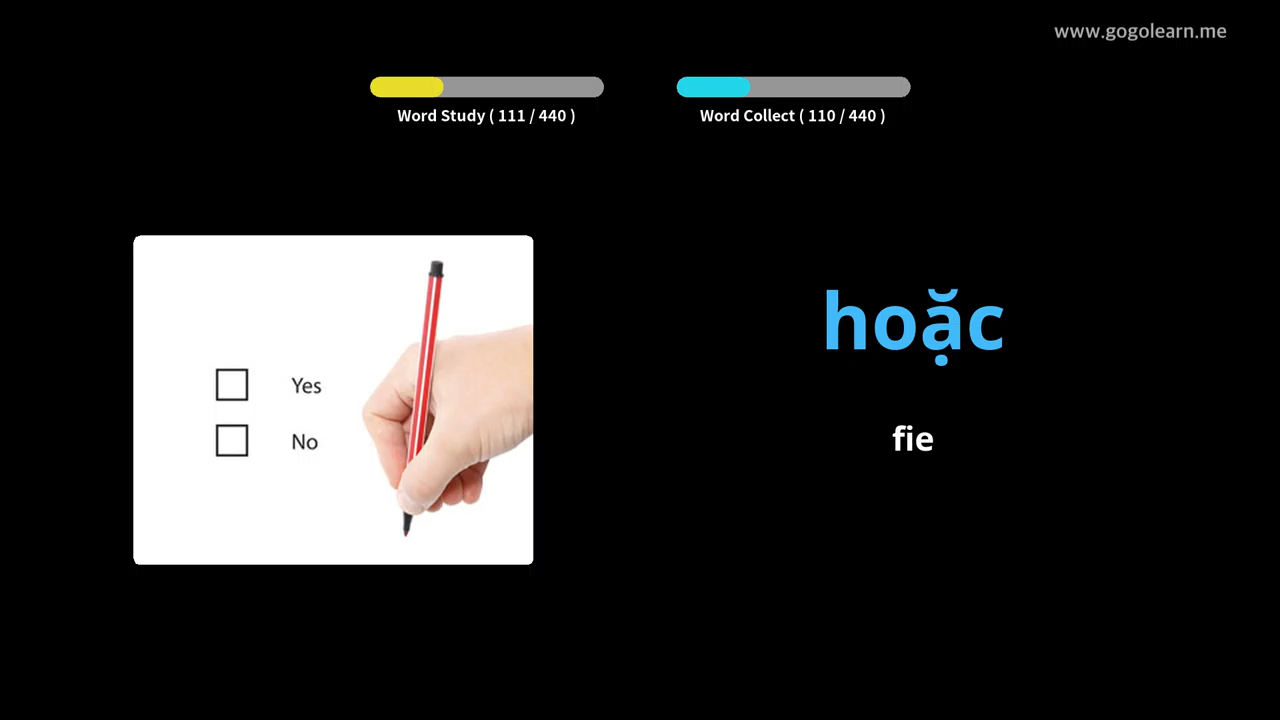 www.gogolearn.me
Word Study ( 111 / 440 )
Word Collect ( 110 / 440 )
Yes
No
hoặc
fie